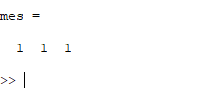 mes =
1 1 1
>>